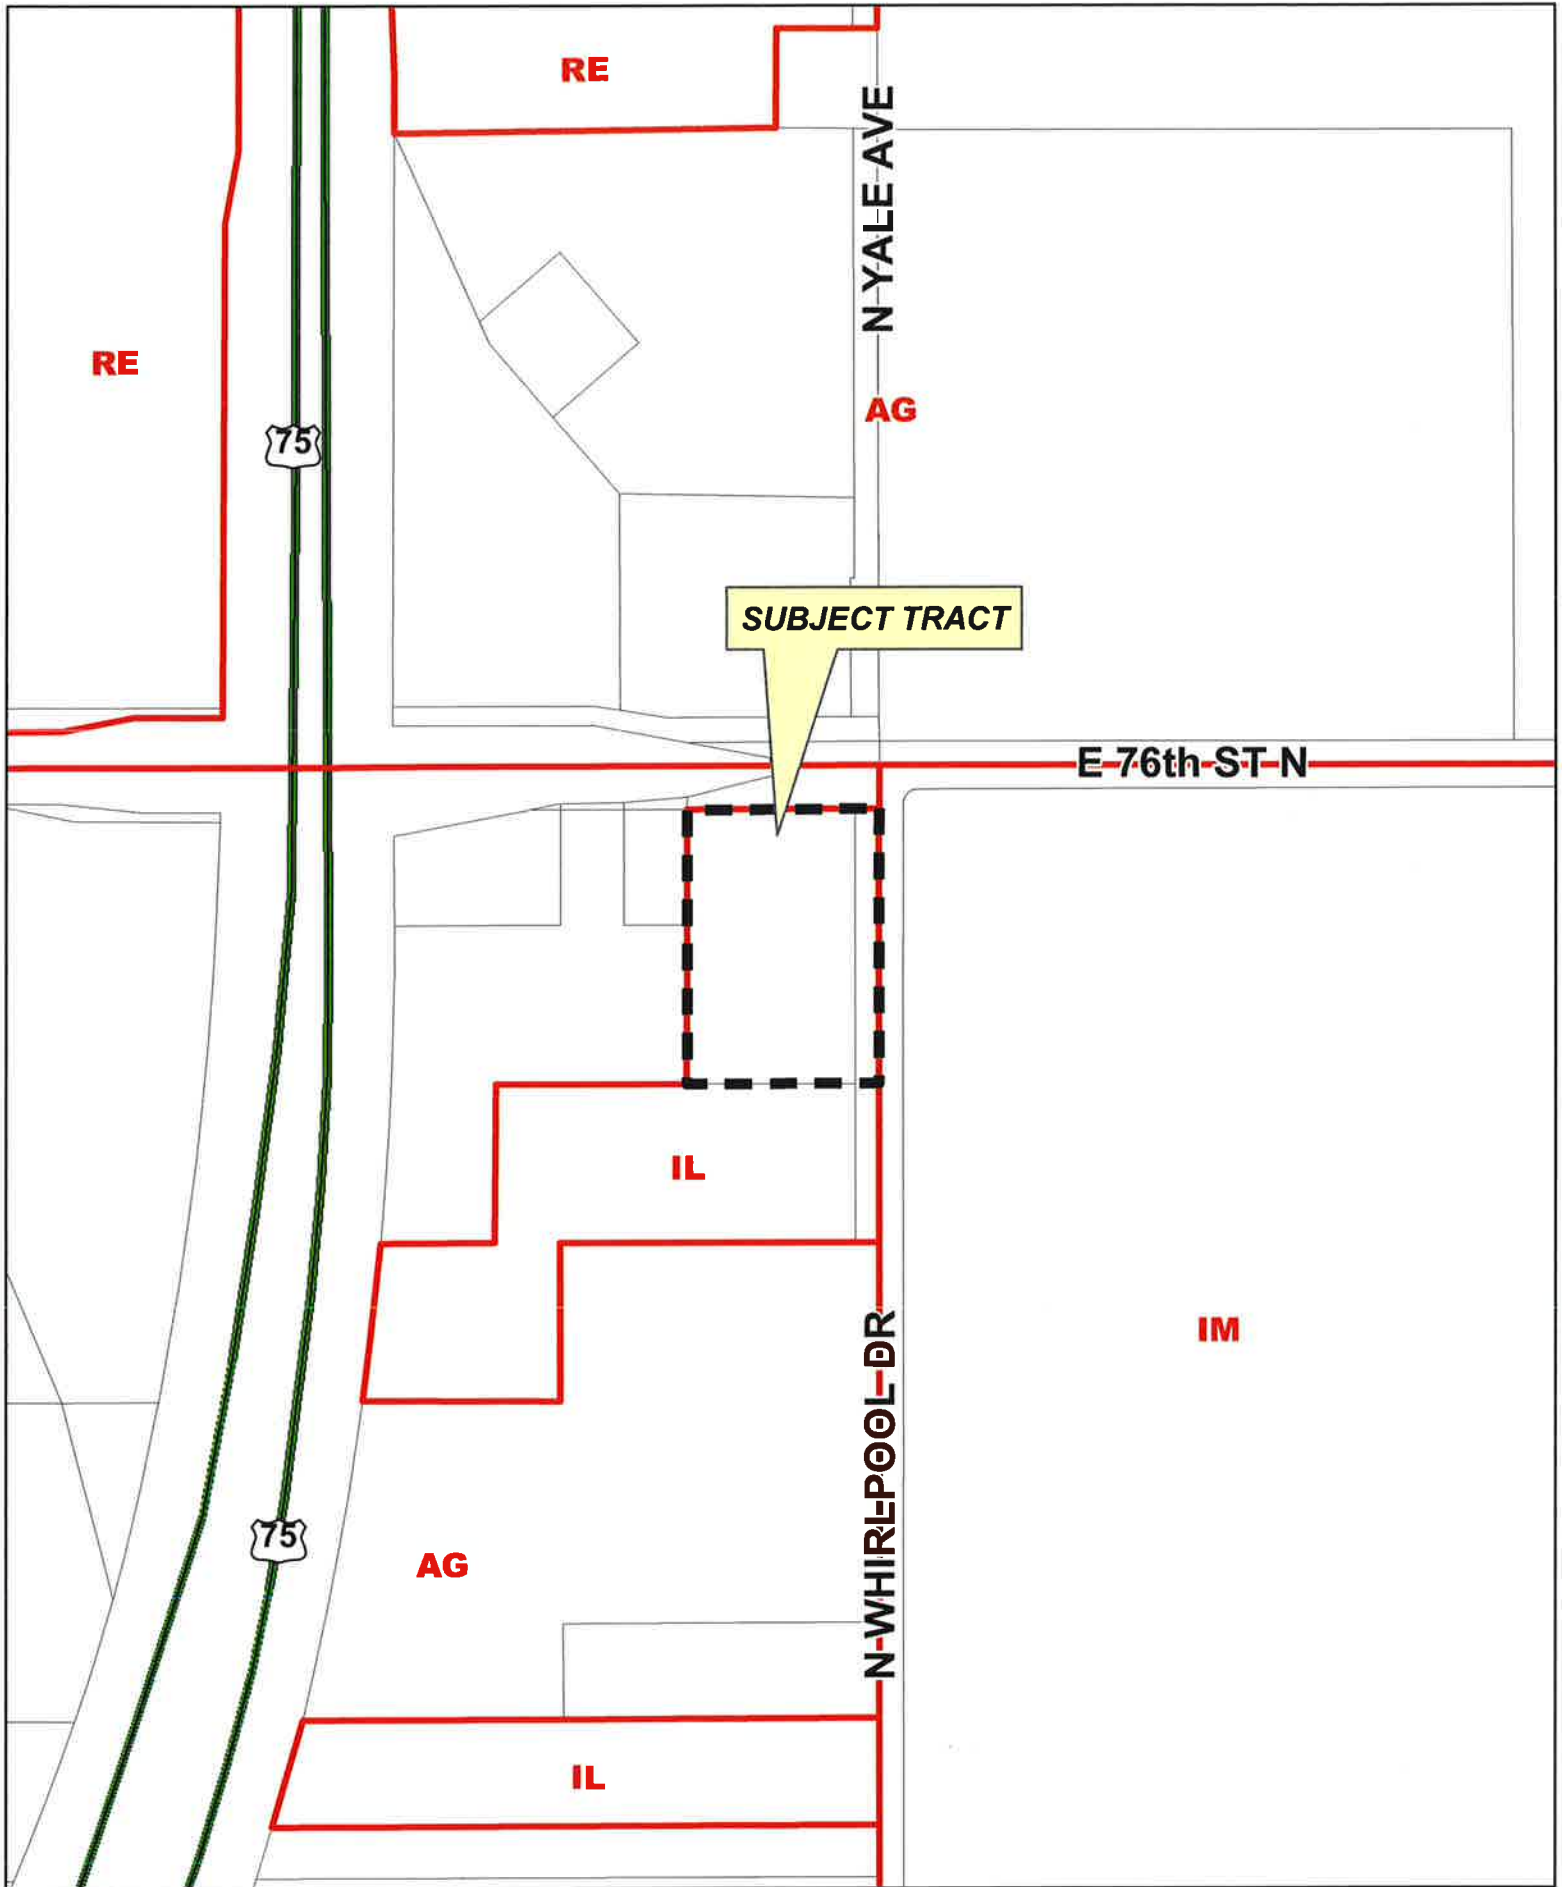 RE
N YALE AVE
RE
AG
75
SUBJECT TRACT
E 76th ST N
IL
IM
N WHIRLPOOL DR
75
AG
IL